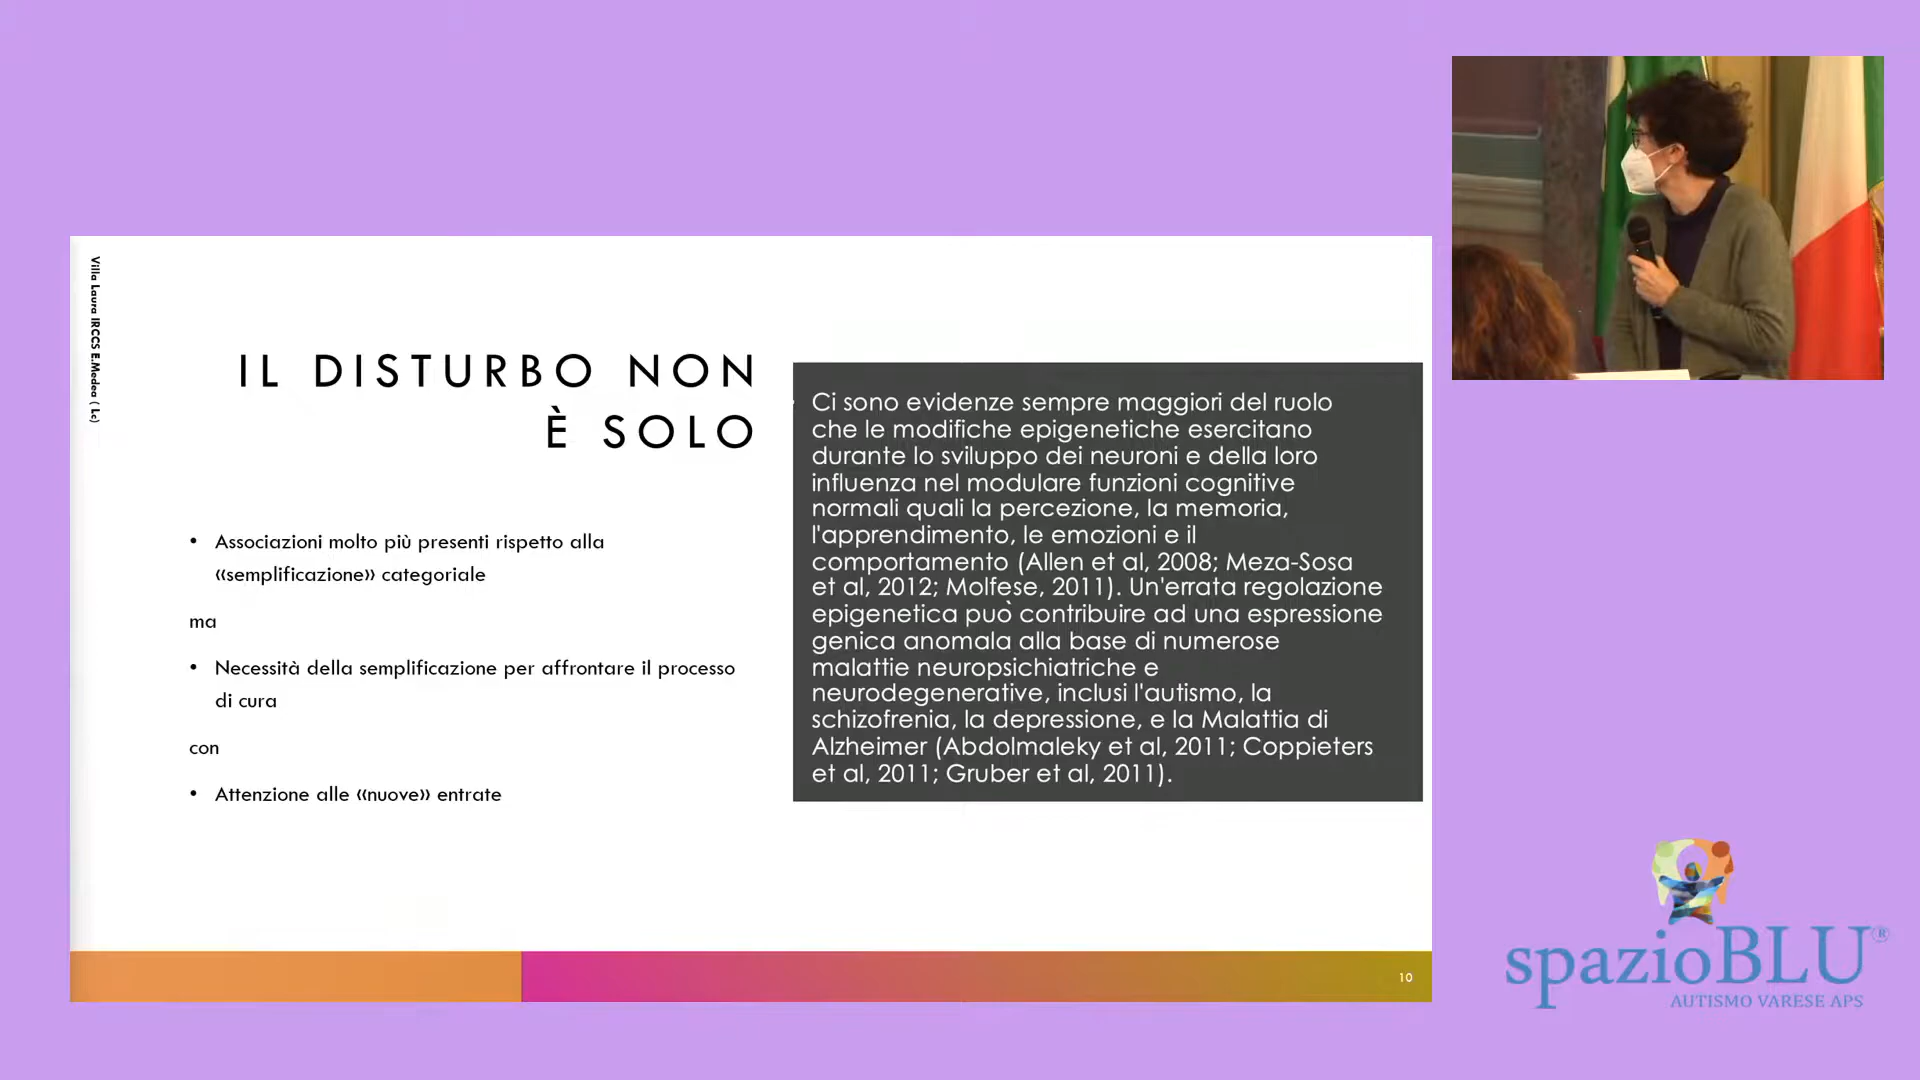 Villa Laura IRCCS E.Medea ( Lc)
IL DISTURBO NON
È SOLO
• Associazioni molto più presenti rispetto alla
«semplificazione» categoriale
ma
• Necessità della semplificazione per affrontare il processo
di cura
con
• Attenzione alle «nuove» entrate
• Ci sono evidenze sempre maggiori del ruolo
che le modifiche epigenetiche esercitano
durante lo sviluppo dei neuroni e della loro
influenza nel modulare funzioni cognitive
normali quali la percezione, la memoria,
l'apprendimento, le emozioni e il
comportamento (Allen et al, 2008; Meza-Sosa
et al, 2012; Molfese, 2011). Un'errata regolazione
epigenetica può contribuire ad una espressione
genica anomala alla base di numerose
malattie neuropsichiatriche e
neurodegenerative, inclusi l'autismo, la
schizofrenia, la depressione, e la Malattia di
Alzheimer (Abdolmaleky et al, 2011; Coppieters
et al, 2011; Gruber et al, 2011).
10
spazioBLU®
AUTISMO VARESE APS